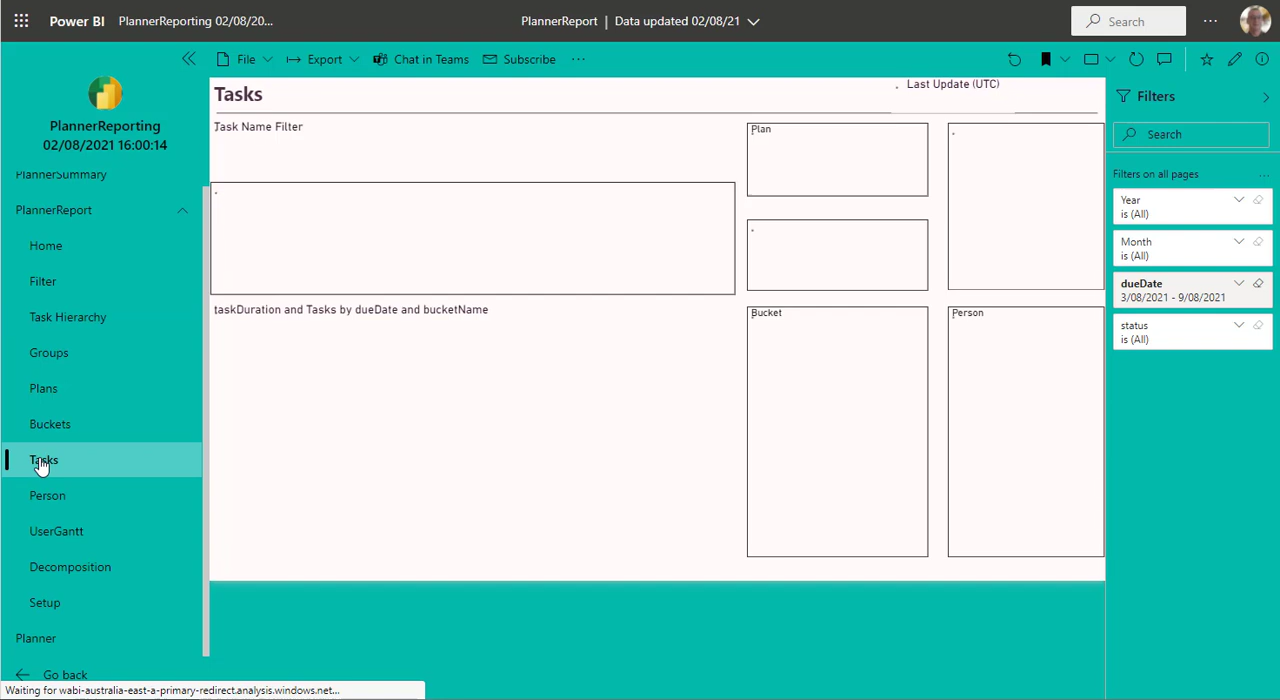 Power BI
PlannerReporting 02/08/20...
PlannerReport | Data updated 02/08/21
Search
File
Export
Chat in Teams
Subscribe
PlannerReporting
02/08/2021 16:00:14
PlannerSummary
PlannerReport
Home
Filter
Task Hierarchy
Groups
Plans
Buckets
Tasks
Person
UserGantt
Decomposition
Setup
Planner
Go back
Waiting for wabi-australia-east-a-primary-redirect.analysis.windows.net...
Tasks
Last Update (UTC)
Task Name Filter
Plan
taskDuration and Tasks by dueDate and bucketName
Bucket
Person
Filters
Search
Filters on all pages
Year
is (All)
Month
is (All)
dueDate
3/08/2021 - 9/08/2021
status
is (All)